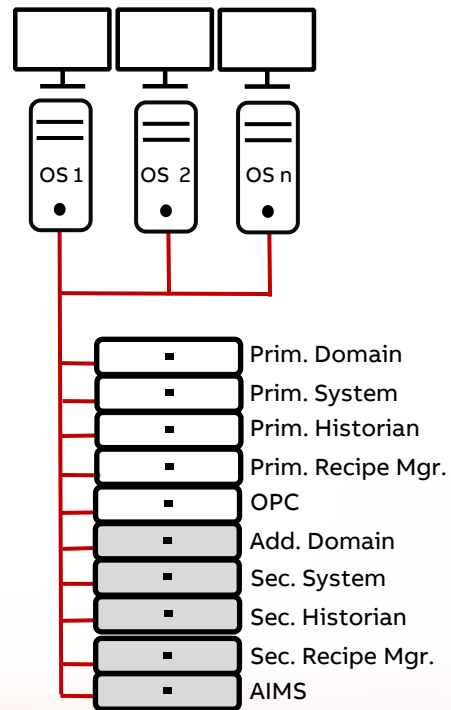 OS 1
OS 2
OS n
Prim. Domain
Prim. System
Prim. Historian
Prim. Recipe Mgr.
OPC
Add. Domain
Sec. System
Sec. Historian
Sec. Recipe Mgr.
AIMS